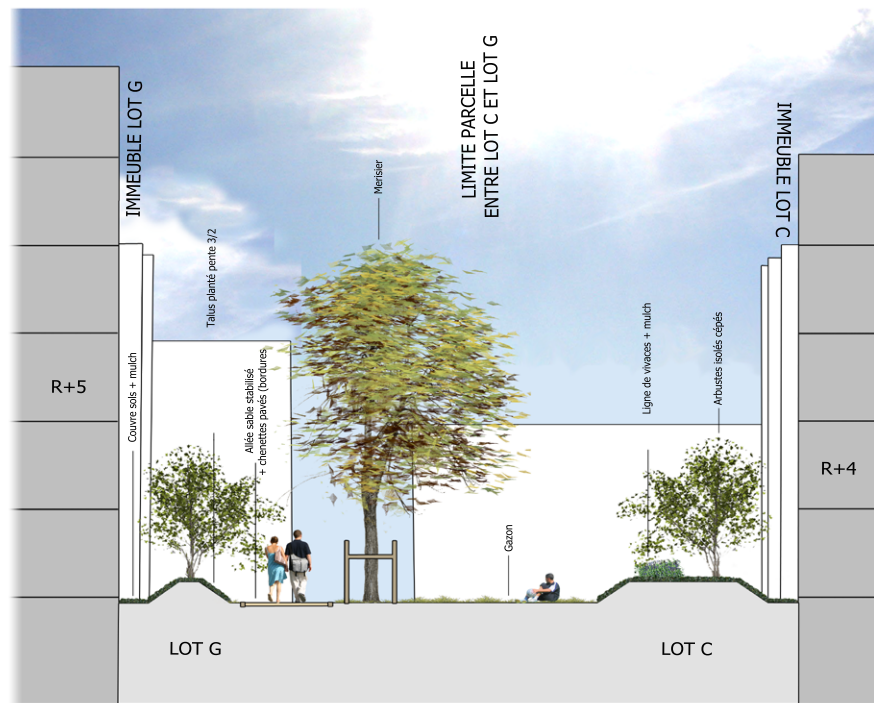 IMMEUBLE LOT G
LIMITE PARCELLE
ENTRE LOT C ET LOT G
IMMEUBLE LOT C
Merisier
Talus planté pente 3/2
Couvre sols + mulch
Allée sable stabilisé
+ chenettes pavés (bordures
Ligne de vivaces + mulch
Arbustes isolés cépés
Gazon
R+5
R+4
LOT G
LOT C